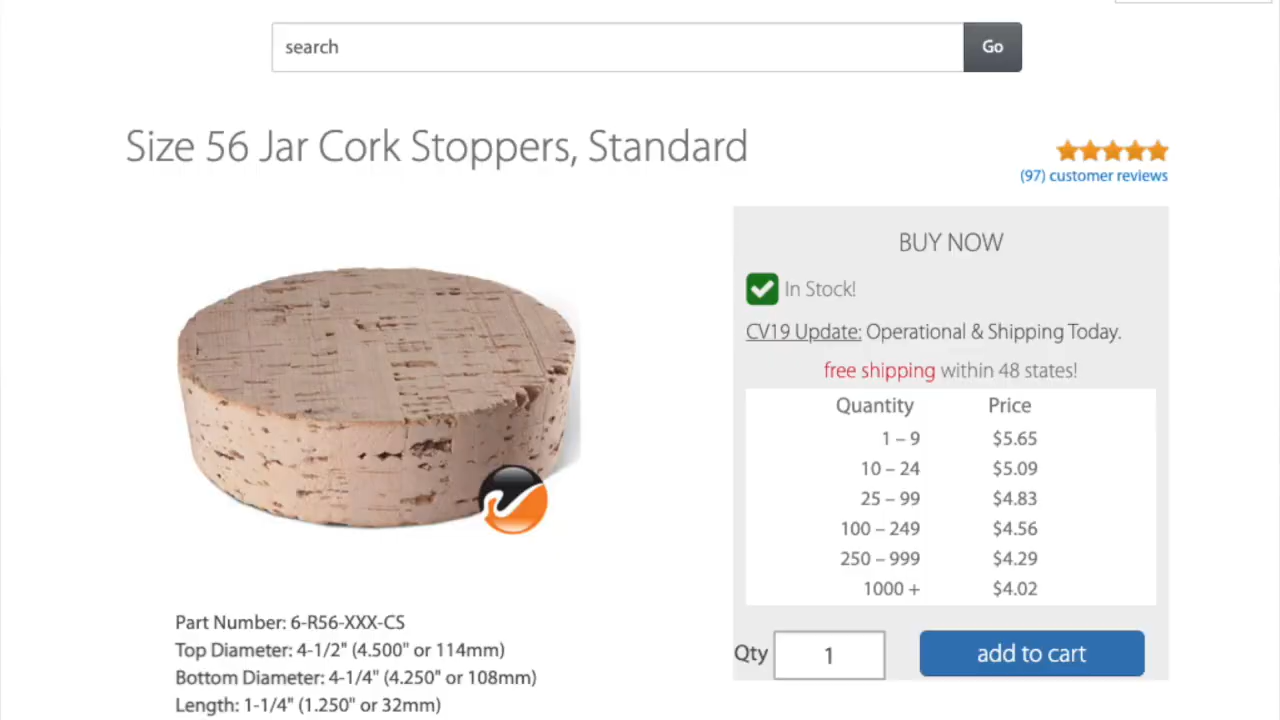 search
Go
Size 56 Jar Cork Stoppers, Standard
(97) customer reviews
BUY NOW
In Stock!
CV19 Update: Operational & Shipping Today.
free shipping within 48 states!
Quantity Price
1 – 9 $5.65
10 – 24 $5.09
25 – 99 $4.83
100 – 249 $4.56
250 – 999 $4.29
1000 + $4.02
Qty 1 add to cart
Part Number: 6-R56-XXX-CS
Top Diameter: 4-1/2" (4.500" or 114mm)
Bottom Diameter: 4-1/4" (4.250" or 108mm)
Length: 1-1/4" (1.250" or 32mm)